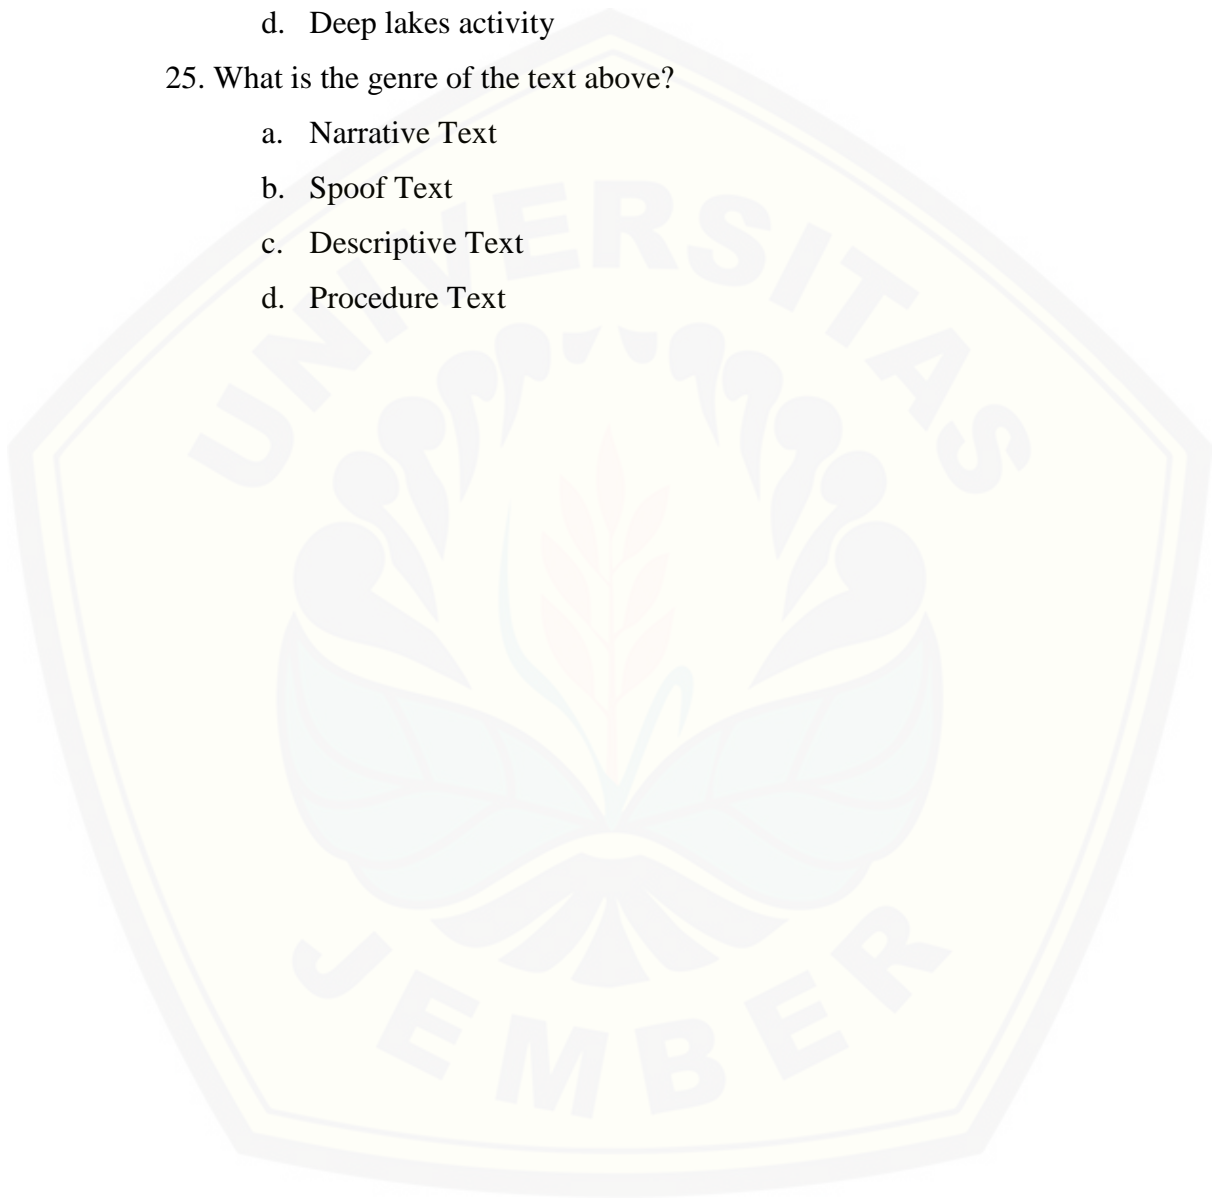 d. Deep lakes activity
25. What is the genre of the text above?
a. Narrative Text
b. Spoof Text
c. Descriptive Text
d. Procedure Text
UNIVERSITAS
JEMBER